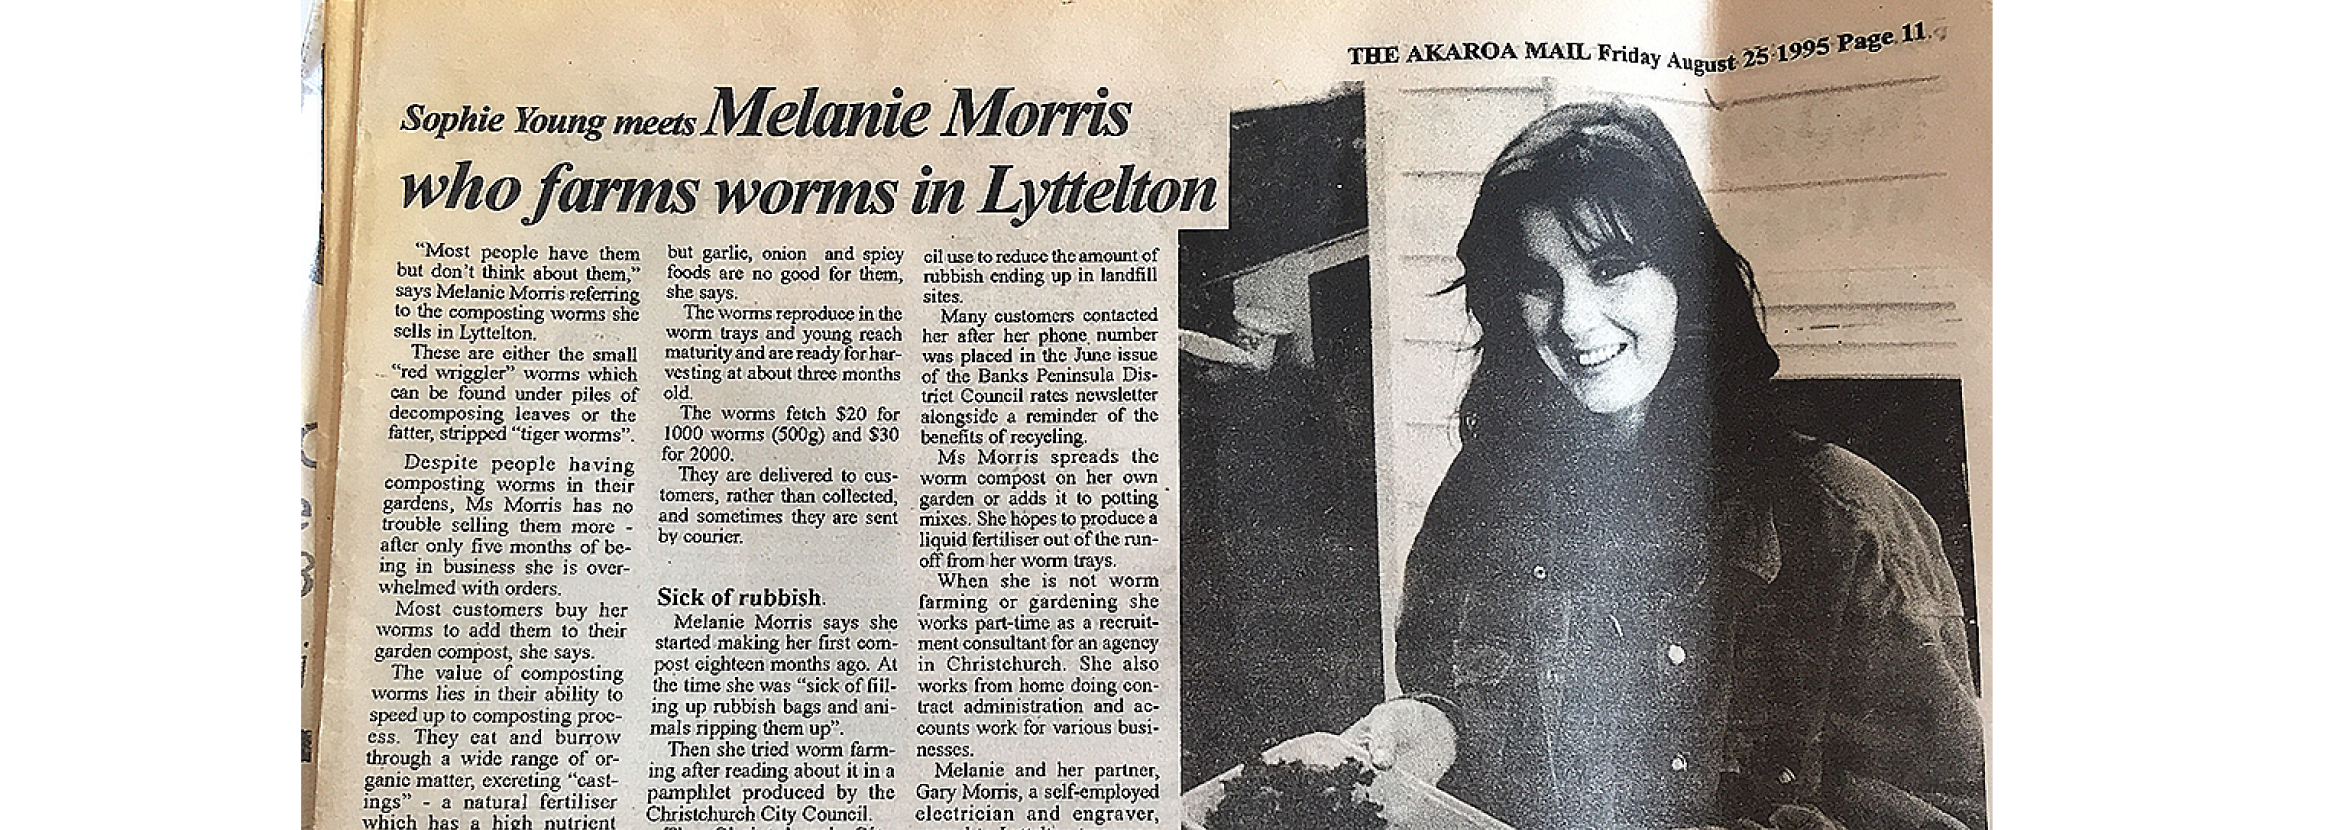 THE AKAROA MAIL Friday August 25 1995 Page 11
Sophie Young meets Melanie Morris
who farms worms in Lyttelton
“Most people have them
but don’t think about them,”
says Melanie Morris referring
to the composting worms she
sells in Lyttelton.
These are either the small
“red wriggler” worms which
can be found under piles of
decomposing leaves or the
fatter, stripped “tiger worms”.
Despite people having
composting worms in their
gardens, Ms Morris has no
trouble selling them more -
after only five months of be-
ing in business she is over-
whelmed with orders.
Most customers buy her
worms to add them to their
garden compost, she says.
The value of composting
worms lies in their ability to
speed up to composting proc-
ess. They eat and burrow
through a wide range of or-
ganic matter, excreting “cast-
ings” - a natural fertiliser
which has a high nutrient
but garlic, onion and spicy
foods are no good for them,
she says.
The worms reproduce in the
worm trays and young reach
maturity and are ready for har-
vesting at about three months
old.
The worms fetch $20 for
1000 worms (500g) and $30
for 2000.
They are delivered to cus-
tomers, rather than collected,
and sometimes they are sent
by courier.
Sick of rubbish.
Melanie Morris says she
started making her first com-
post eighteen months ago. At
the time she was “sick of fill-
ing up rubbish bags and ani-
mals ripping them up”.
Then she tried worm farm-
ing after reading about it in a
pamphlet produced by the
Christchurch City Council.
cil use to reduce the amount of
rubbish ending up in landfill
sites.
Many customers contacted
her after her phone number
was placed in the June issue
of the Banks Peninsula Dis-
trict Council rates newsletter
alongside a reminder of the
benefits of recycling.
Ms Morris spreads the
worm compost on her own
garden or adds it to potting
mixes. She hopes to produce a
liquid fertiliser out of the run-
off from her worm trays.
When she is not worm
farming or gardening she
works part-time as a recruit-
ment consultant for an agency
in Christchurch. She also
works from home doing con-
tract administration and ac-
counts work for various busi-
nesses.
Melanie and her partner,
Gary Morris, a self-employed
electrician and engraver,